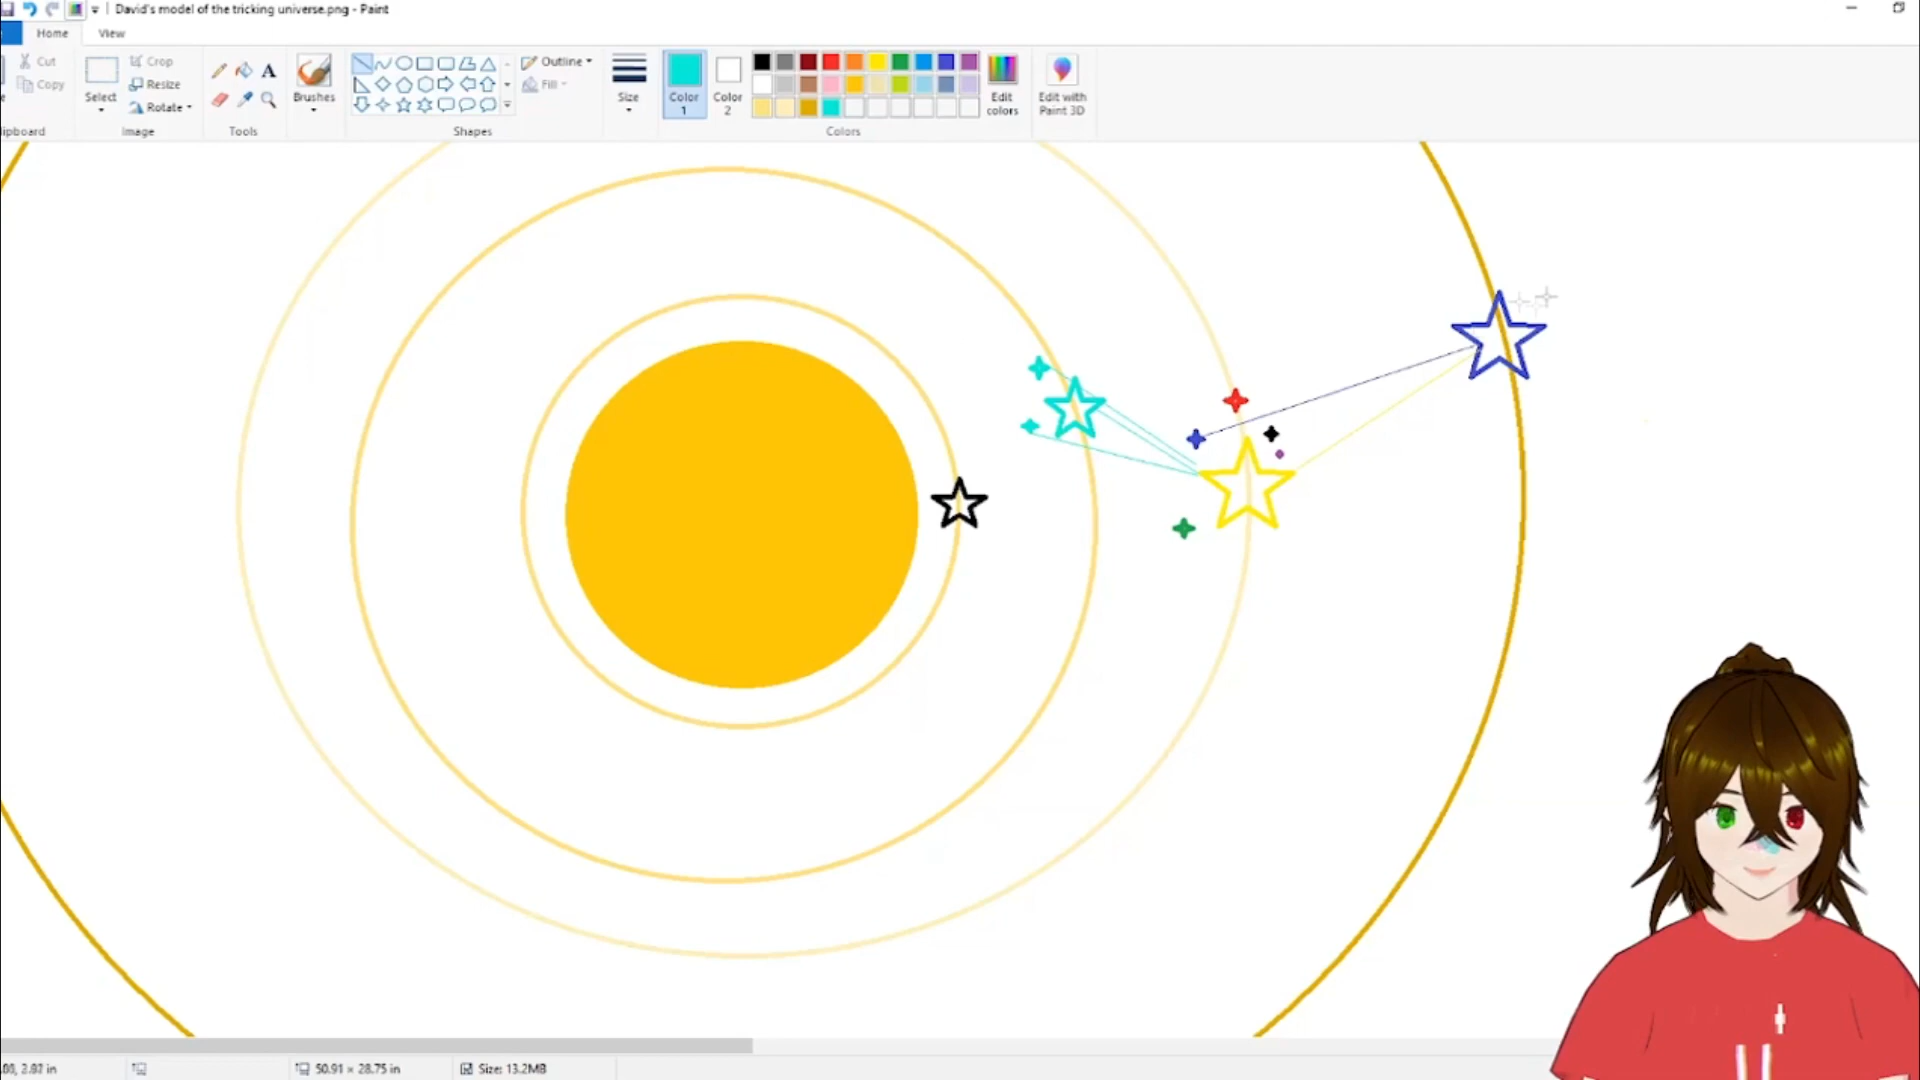 David's model of the tricking universe.png - Paint
Home View
Cut
Copy
Select
Crop
Resize
Rotate
Brushes
Outline
Fill
Size
Color 1
Color 2
Edit colors
Edit with Paint 3D
lipboard
Image
Tools
Shapes
Colors
50.91 × 28.75 in
Size: 13.2MB